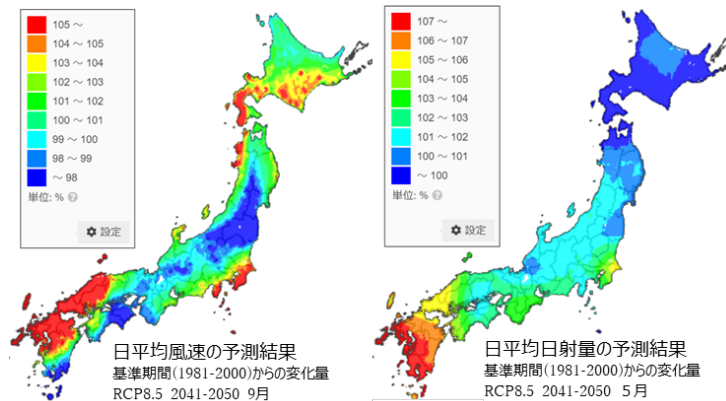 105 ～
104 ～ 105
103 ～ 104
102 ～ 103
101 ～ 102
100 ～ 101
99 ～ 100
98 ～ 99
～ 98
単位: %
設定
日平均風速の予測結果
基準期間(1981-2000)からの変化量
RCP8.5 2041-2050 9月
107 ～
106 ～ 107
105 ～ 106
104 ～ 105
103 ～ 104
102 ～ 103
101 ～ 102
100 ～ 101
～ 100
単位: %
設定
日平均日射量の予測結果
基準期間(1981-2000)からの変化量
RCP8.5 2041-2050 5月